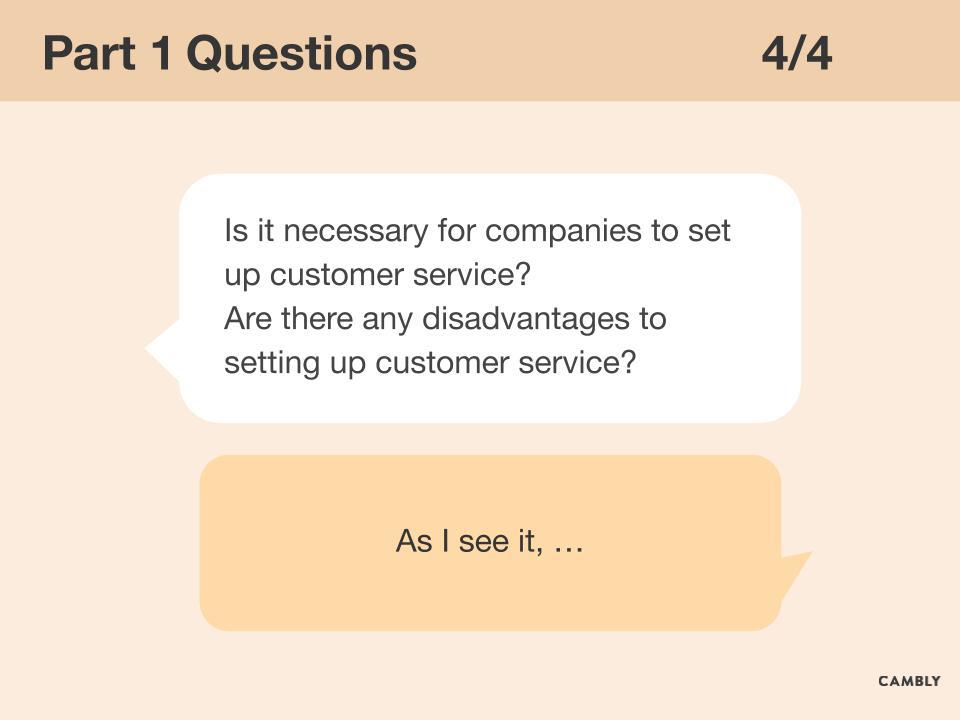 Part 1 Questions 4/4
Is it necessary for companies to set
up customer service?
Are there any disadvantages to
setting up customer service?
As I see it, …
CAMBLY